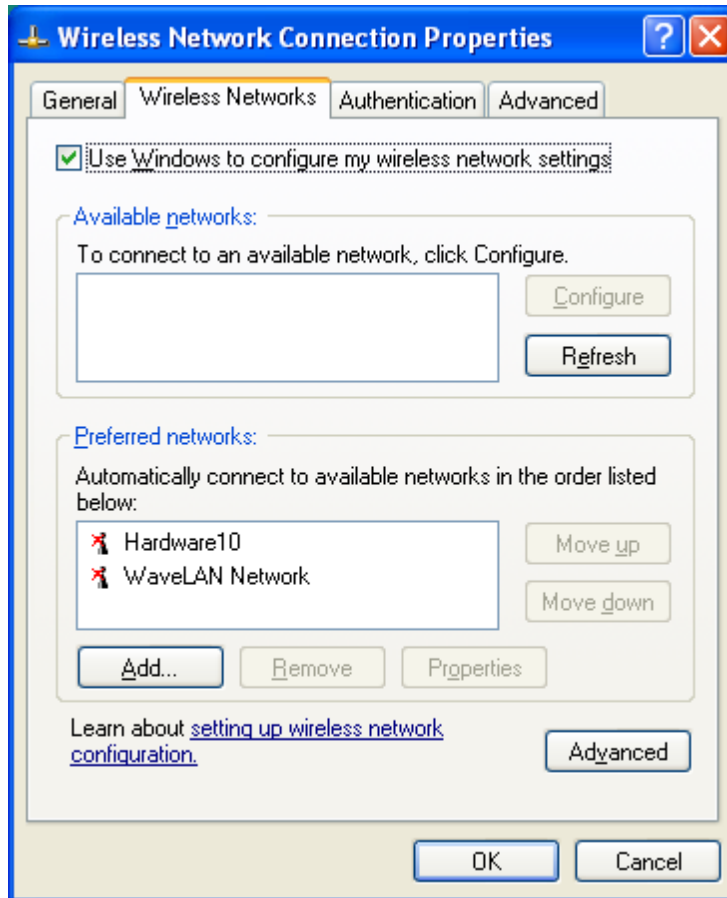 Wireless Network Connection Properties
General Wireless Networks Authentication Advanced
Use Windows to configure my wireless network settings
Available networks:
To connect to an available network, click Configure.
Configure
Refresh
Preferred networks:
Automatically connect to available networks in the order listed
below:
Hardware10
WaveLAN Network
Move up
Move down
Add... Remove Properties
Learn about setting up wireless network
configuration.
Advanced
OK Cancel